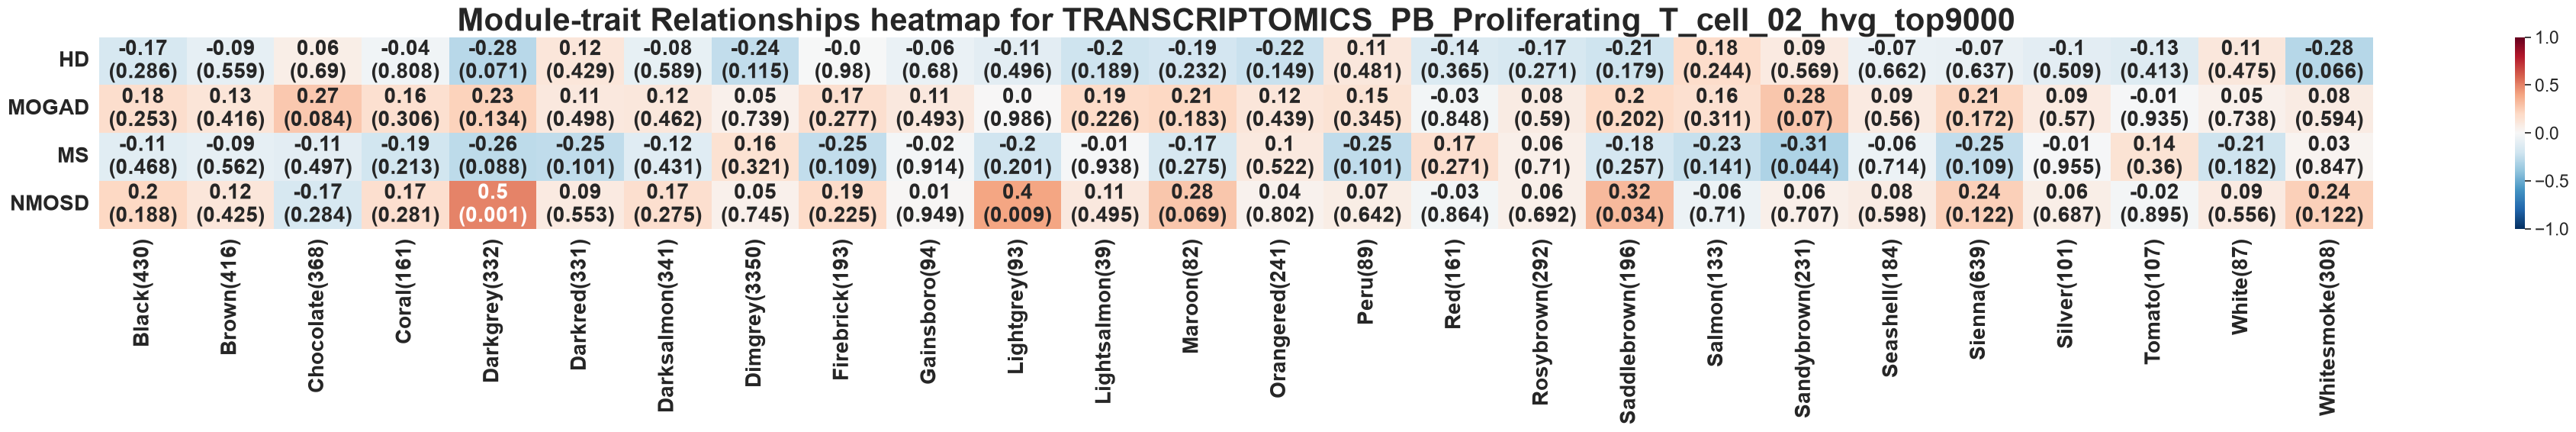 Module-trait Relationships heatmap for TRANSCRIPTOMICS_PB_Proliferating_T_cell_02_hvg_top9000
HD -0.17 -0.09 0.06 -0.04 -0.28 0.12 -0.08 -0.24 -0.0 -0.06 -0.11 -0.2 -0.19 -0.22 0.11 -0.14 -0.17 -0.21 0.18 0.09 -0.07 -0.07 -0.1 -0.13 0.11 -0.28
(0.286) (0.559) (0.69) (0.808) (0.071) (0.429) (0.589) (0.115) (0.98) (0.68) (0.496) (0.189) (0.232) (0.149) (0.481) (0.365) (0.271) (0.179) (0.244) (0.569) (0.662) (0.637) (0.509) (0.413) (0.475) (0.066)
MOGAD 0.18 0.13 0.27 0.16 0.23 0.11 0.12 0.05 0.17 0.11 0.0 0.19 0.21 0.12 0.15 -0.03 0.08 0.2 0.16 0.28 0.09 0.21 0.09 -0.01 0.05 0.08
(0.253) (0.416) (0.084) (0.306) (0.134) (0.498) (0.462) (0.739) (0.277) (0.493) (0.986) (0.226) (0.183) (0.439) (0.345) (0.848) (0.59) (0.202) (0.311) (0.07) (0.56) (0.172) (0.57) (0.935) (0.738) (0.594)
MS -0.11 -0.09 -0.11 -0.19 -0.26 -0.25 -0.12 0.16 -0.25 -0.02 -0.2 -0.01 -0.17 0.1 -0.25 0.17 0.06 -0.18 -0.23 -0.31 -0.06 -0.25 -0.01 0.14 -0.21 0.03
(0.468) (0.562) (0.497) (0.213) (0.088) (0.101) (0.431) (0.321) (0.109) (0.914) (0.201) (0.938) (0.275) (0.522) (0.101) (0.271) (0.71) (0.257) (0.141) (0.044) (0.714) (0.109) (0.955) (0.36) (0.182) (0.847)
NMOSD 0.2 0.12 -0.17 0.17 0.5 0.09 0.17 0.05 0.19 0.01 0.4 0.11 0.28 0.04 0.07 -0.03 0.06 0.32 -0.06 0.06 0.08 0.24 0.06 -0.02 0.09 0.24
(0.188) (0.425) (0.284) (0.281) (0.001) (0.553) (0.275) (0.745) (0.225) (0.949) (0.009) (0.495) (0.069) (0.802) (0.642) (0.864) (0.692) (0.034) (0.71) (0.707) (0.598) (0.122) (0.687) (0.895) (0.556) (0.122)
Black(430)
Brown(416)
Chocolate(368)
Coral(161)
Darkgrey(332)
Darkred(331)
Darksalmon(341)
Dimgrey(3350)
Firebrick(193)
Gainsboro(94)
Lightgrey(93)
Lightsalmon(39)
Maroon(82)
Orangered(241)
Peru(89)
Red(161)
Rosybrown(292)
Saddlebrown(196)
Salmon(133)
Sandybrown(231)
Seashell(184)
Sienna(639)
Silver(101)
Tomato(107)
White(87)
Whitesmoke(308)
1.0
0.5
0.0
−0.5
−1.0